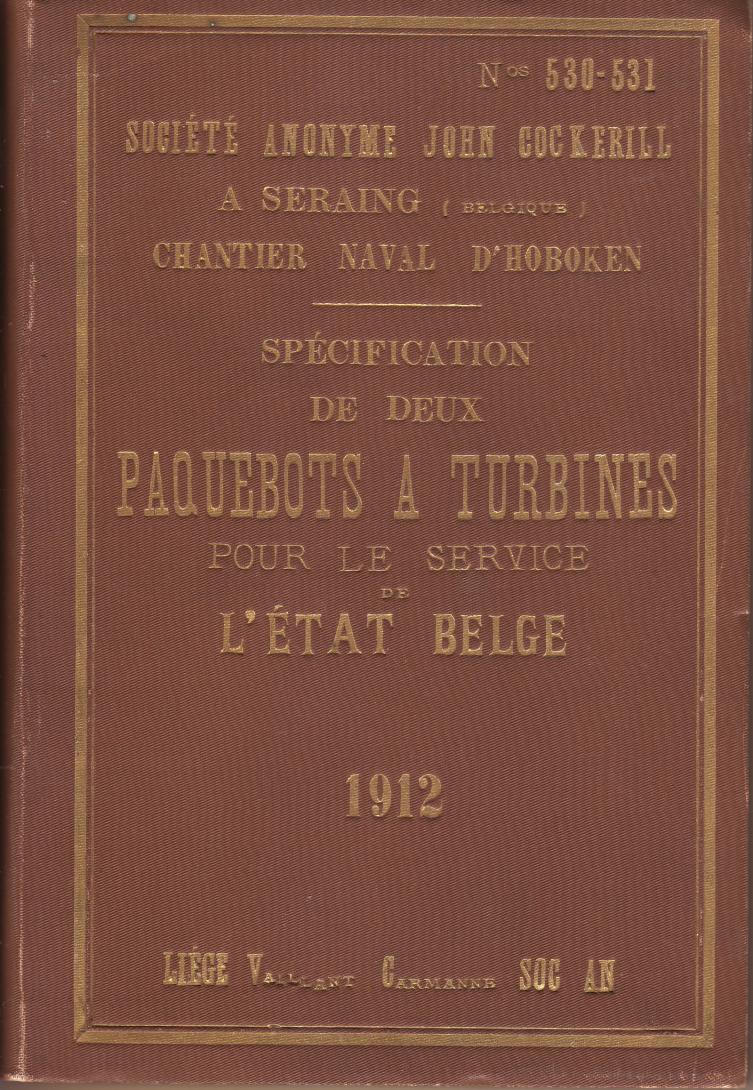 Nos 530-531
SOCIÉTÉ ANONYME JOHN COCKERILL
A SERAING ( BELGIQUE )
CHANTIER NAVAL D'HOBOKEN
SPÉCIFICATION
DE DEUX
PAQUEBOTS A TURBINES
POUR LE SERVICE
DE
L'ÉTAT BELGE
1912
LIÉGE VAILLANT CARMANNE SOC AN